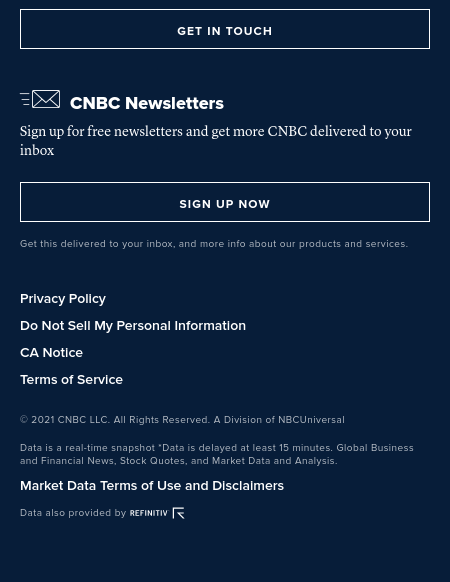 GET IN TOUCH
CNBC Newsletters
Sign up for free newsletters and get more CNBC delivered to your
inbox
SIGN UP NOW
Get this delivered to your inbox, and more info about our products and services.
Privacy Policy
Do Not Sell My Personal Information
CA Notice
Terms of Service
© 2021 CNBC LLC. All Rights Reserved. A Division of NBCUniversal
Data is a real-time snapshot *Data is delayed at least 15 minutes. Global Business
and Financial News, Stock Quotes, and Market Data and Analysis.
Market Data Terms of Use and Disclaimers
Data also provided by REFINITIV